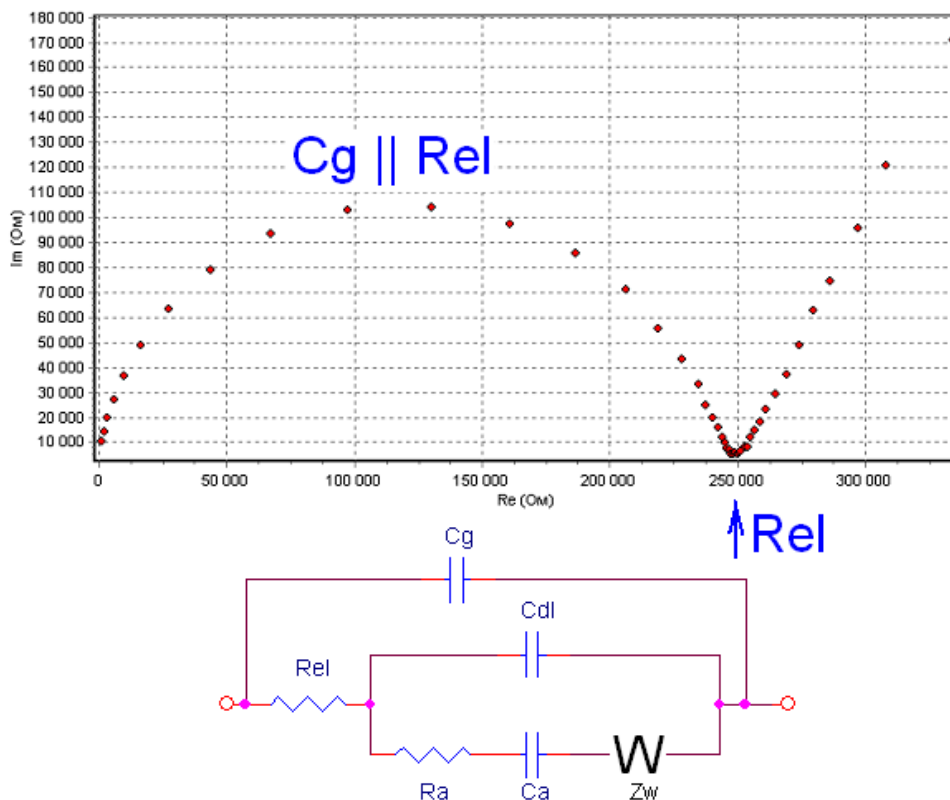 180 000
170 000
160 000
150 000
140 000
130 000
120 000
110 000
100 000
90 000
80 000
70 000
60 000
50 000
40 000
30 000
20 000
10 000
Im (Ом)
Cg || Rel
0
50 000
100 000
150 000
200 000
250 000
300 000
Re (Ом)
Rel
Cg
Cdl
Rel
W
Ra
Ca
Zw